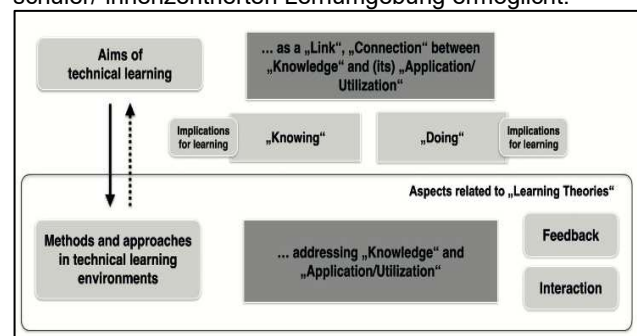 schüler/-innenzentrierten Lernumgebung ermöglicht.
Aims of
technical learning
... as a „Link“, „Connection“ between
„Knowledge“ and (its) „Application/
Utilization“
Implications
for learning
„Knowing“
„Doing“
Implications
for learning
Aspects related to „Learning Theories“
Methods and approaches
in technical learning
environments
... addressing „Knowledge“ and
„Application/Utilization“
Feedback
Interaction